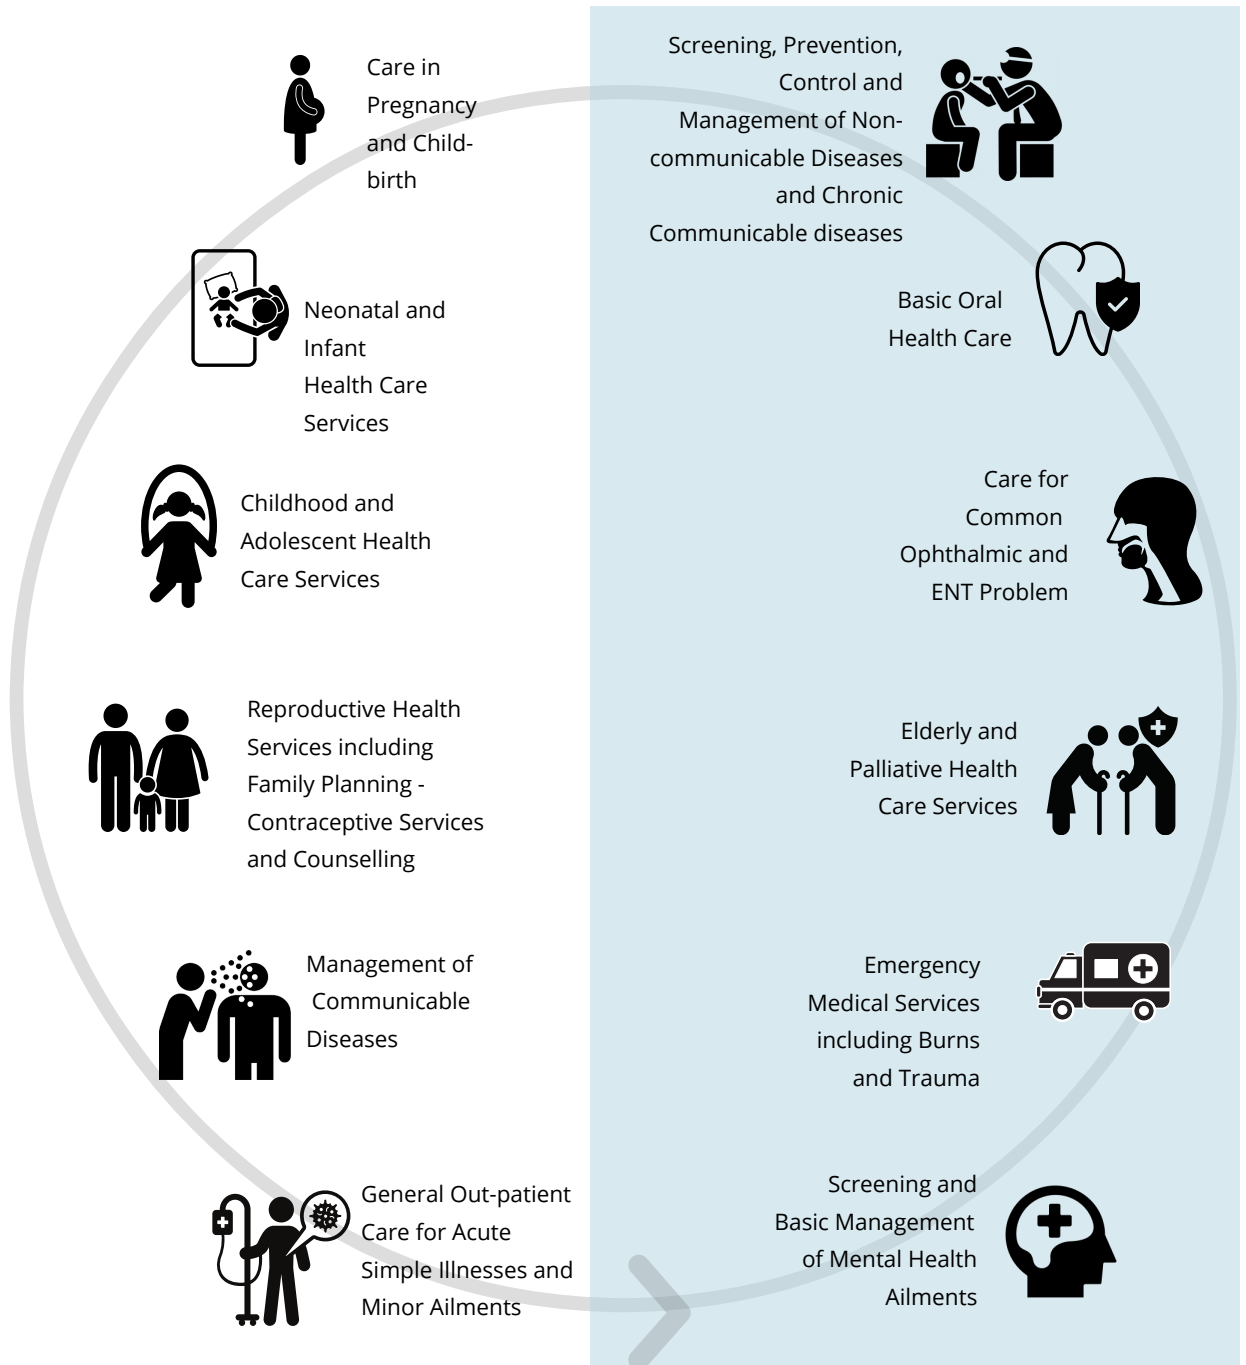 Care in
Pregnancy
and Child-
birth
Neonatal and
Infant
Health Care
Services
Childhood and
Adolescent Health
Care Services
Reproductive Health
Services including
Family Planning -
Contraceptive Services
and Counselling
Management of
Communicable
Diseases
General Out-patient
Care for Acute
Simple Illnesses and
Minor Ailments
Screening, Prevention,
Control and
Management of Non-
communicable Diseases
and Chronic
Communicable diseases
Basic Oral
Health Care
Care for
Common
Ophthalmic and
ENT Problem
Elderly and
Palliative Health
Care Services
Emergency
Medical Services
including Burns
and Trauma
Screening and
Basic Management
of Mental Health
Ailments